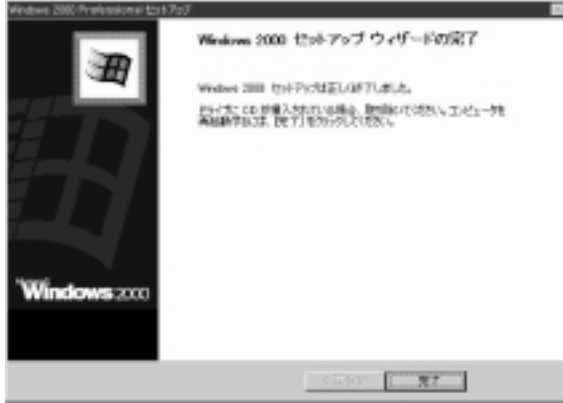 Windows 2000 Professional セットアップ
Windows 2000 セットアップ ウィザードの完了
Windows 2000 セットアップは正しく終了しました。
ドライブに CD が挿入されている場合、取り出してください。コンピュータを
再起動するには、[完了] をクリックしてください。
Microsoft
Windows 2000
完了